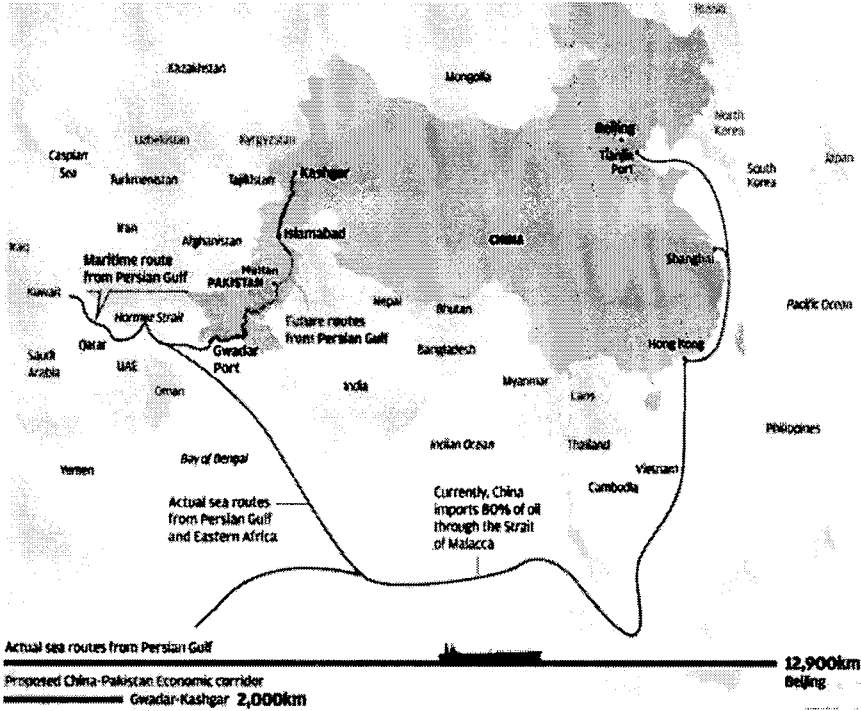 Russia
Kazakhstan
Mongolia
Beijing
North
Korea
Uzbekistan
Kyrgyzstan
Caspian
Sea
Tianjin
Port
Japan
South
Korea
Turkmenistan
Tajikistan
Kashgar
Iran
Afghanistan
Islamabad
CHINA
Iraq
Maritime route
from Persian Gulf
Multan
PAKISTAN
Shanghai
Kuwait
Nepal
Bhutan
Pacific Ocean
Hormuz Strait
Future routes
from Persian Gulf
Qatar
Gwadar
Port
Bangladesh
Hong Kong
Saudi
Arabia
UAE
Oman
India
Myanmar
Laos
Philippines
Yemen
Bay of Bengal
Indian Ocean
Thailand
Vietnam
Cambodia
Actual sea routes
from Persian Gulf
and Eastern Africa
Currently, China
imports 80% of oil
through the Strait
of Malacca
Actual sea routes from Persian Gulf
12,900km
Beijing
Proposed China-Pakistan Economic corridor
Gwadar-Kashgar 2,000km